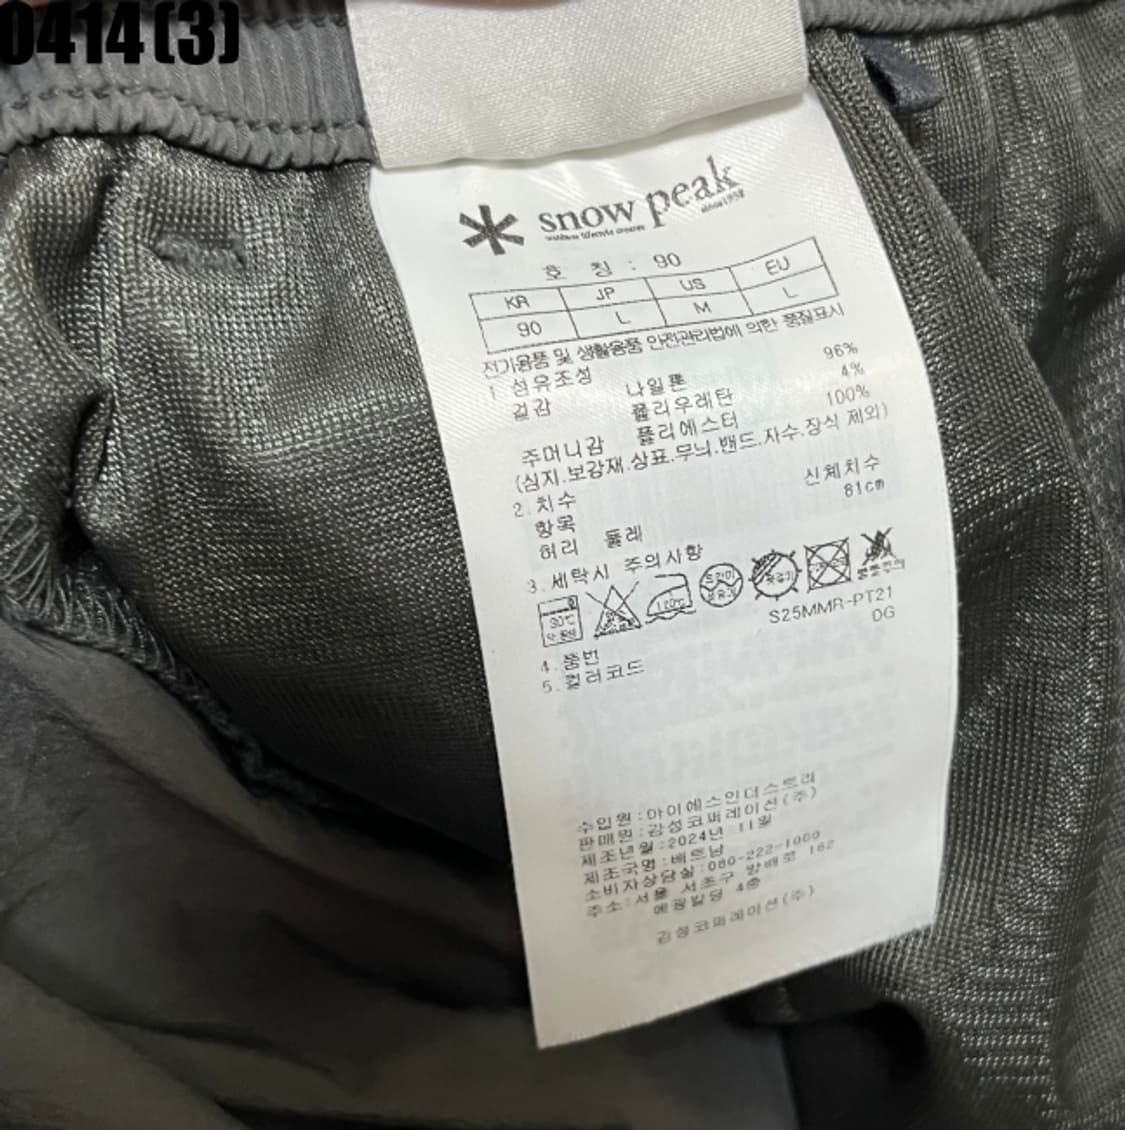 0414(3)
snow peak
since1958
outdoor lifestyle creator
호 칭 : 90
KR JP US EU
90 L M L
전기용품 및 생활용품 안전관리법에 의한 품질표시
1 섬유조성
겉감 나일론 96%
폴리우레탄 4%
주머니감 폴리에스터 100%
(심지.보강재.상표.무늬.밴드.자수.장식 제외)
2.치수
항목 신체치수
허리 둘레 81cm
3.세탁시 주의사항
30℃ 120℃
4.품번 S25MMR-PT21
5.컬러코드 DG
수입원:아이에스인더스트리
판매원:감성코퍼레이션(주)
제조년월:2024년 11월
제조국명:베트남
소비자상담실:080-222-1000
주소:서울 서초구 방배로 162
4층
감성코퍼레이션(주)